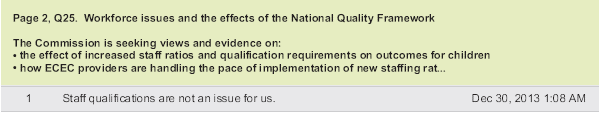 Page 2, Q25. Workforce issues and the effects of the National Quality Framework
The Commission is seeking views and evidence on:
• the effect of increased staff ratios and qualification requirements on outcomes for children
• how ECEC providers are handling the pace of implementation of new staffing rat...
1 Staff qualifications are not an issue for us. Dec 30, 2013 1:08 AM